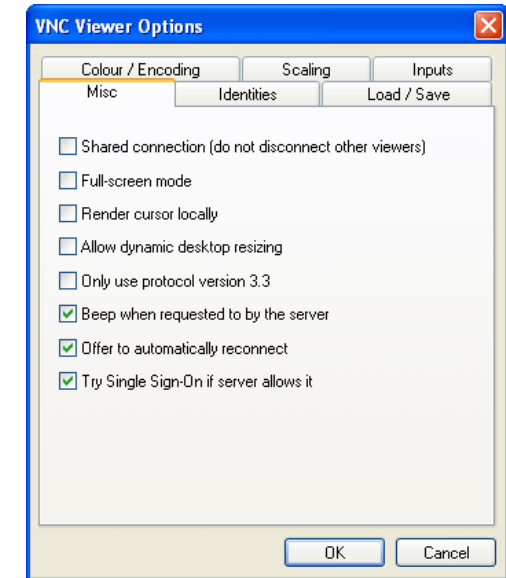 VNC Viewer Options
Colour / Encoding Scaling Inputs
Misc Identities Load / Save
Shared connection (do not disconnect other viewers)
Full-screen mode
Render cursor locally
Allow dynamic desktop resizing
Only use protocol version 3.3
Beep when requested to by the server
Offer to automatically reconnect
Try Single Sign-On if server allows it
OK Cancel